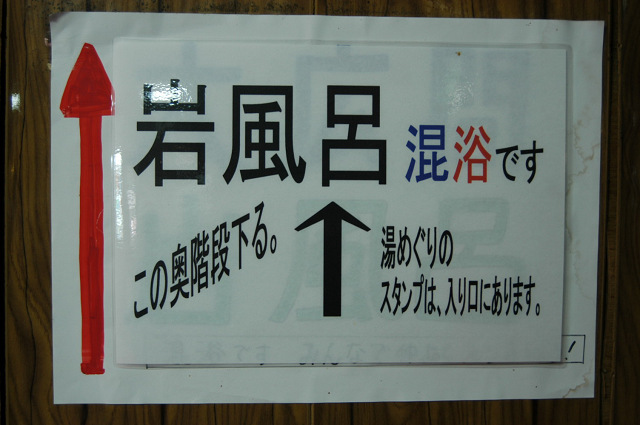 岩風呂 混浴です
この奥階段下る。
湯めぐりの
スタンプは、入り口にあります。
!